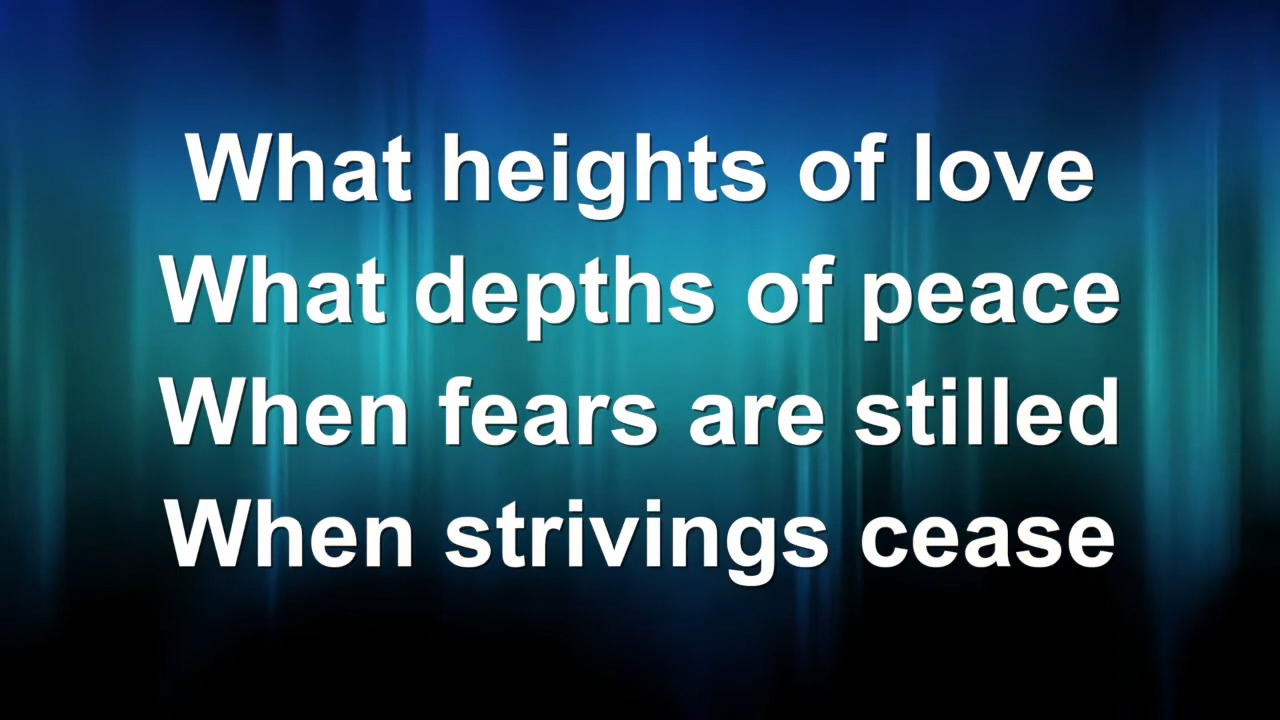 What heights of love
What depths of peace
When fears are stilled
When strivings cease